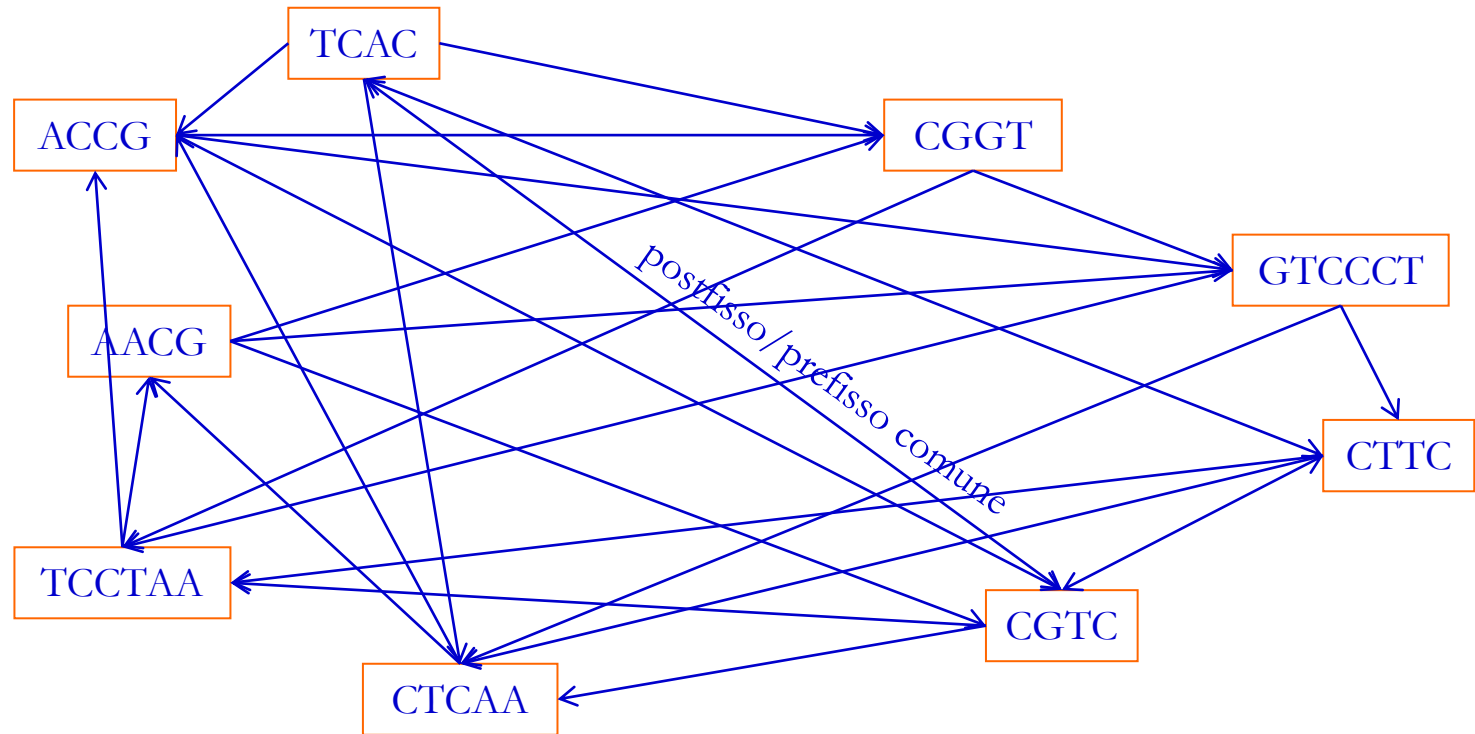 TCAC
ACCG
CGGT
GTCCCT
postfisso/prefisso comune
AACG
CTTC
TCCTAA
CGTC
CTCAA